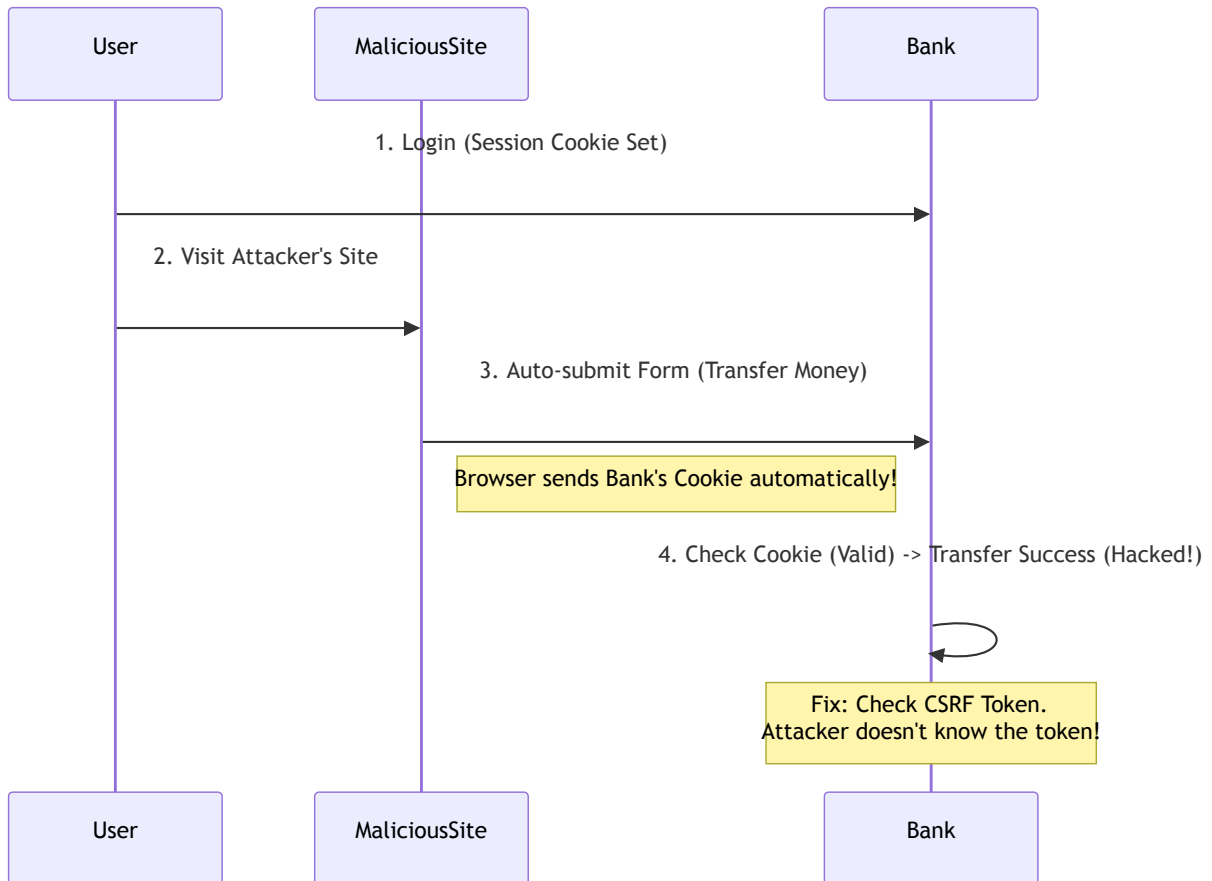 User
MaliciousSite
Bank
1. Login (Session Cookie Set)
2. Visit Attacker's Site
3. Auto-submit Form (Transfer Money)
Browser sends Bank's Cookie automatically!
4. Check Cookie (Valid) -> Transfer Success (Hacked!)
Fix: Check CSRF Token.
Attacker doesn't know the token!
User
MaliciousSite
Bank